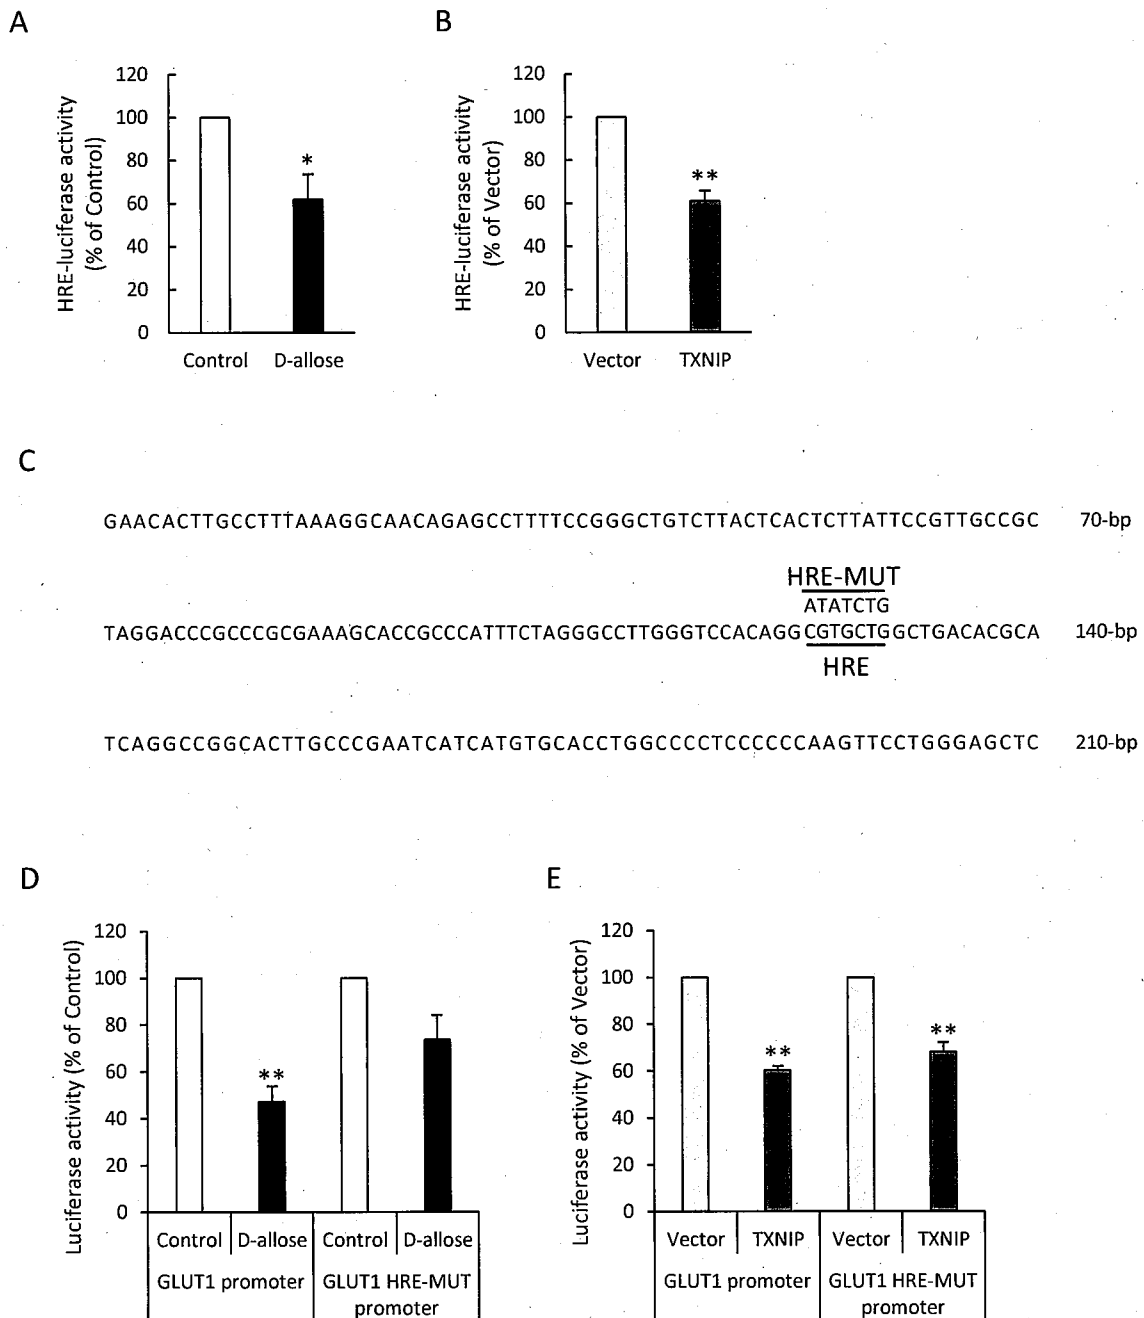 A
B
120
100
80
60
40
20
0
HRE-luciferase activity
(% of Control)
*
Control D-allose
120
100
80
60
40
20
0
HRE-luciferase activity
(% of Vector)
**
Vector TXNIP
C
GAACACTTGCCTTTAAAGGCAACAGAGCCTTTTCCGGGCTGTCTTACTCACTCTTATTCCGTTGCCGC 70-bp
HRE-MUT
ATATCTG
TAGGACCCGCCCGCGAAAGCACCGCCCATTTCTAGGGCCTTGGGTCCACAGGCGTGCTGGCTGACACGCA 140-bp
HRE
TCAGGCCGGCACTTGCCCGAATCATCATGTGCACCTGGCCCCTCCCCCCAAGTTCCTGGGAGCTC 210-bp
D
E
120
100
80
60
40
20
0
Luciferase activity (% of Control)
**
Control D-allose Control D-allose
GLUT1 promoter GLUT1 HRE-MUT
promoter
120
100
80
60
40
20
0
Luciferase activity (% of Vector)
**
**
Vector TXNIP Vector TXNIP
GLUT1 promoter GLUT1 HRE-MUT
promoter